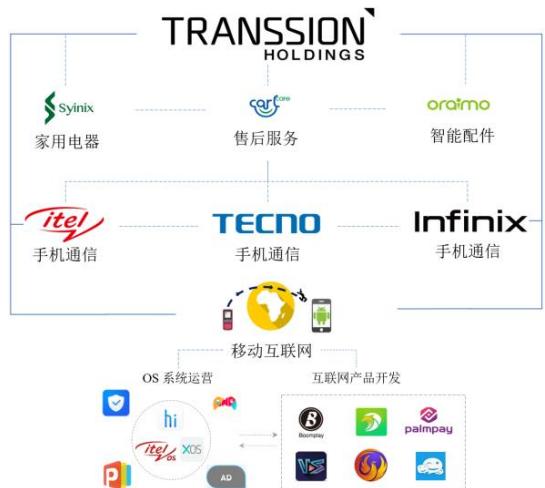 TRANSSION
HOLDINGS
Syinix
carlcare
oraimo
家用电器
售后服务
智能配件
itel
TECNO
Infinix
手机通信
手机通信
手机通信
移动互联网
OS 系统运营
互联网产品开发
hi
itel OS
XOS
AD
B
Boomplay
palmpay
VS
P